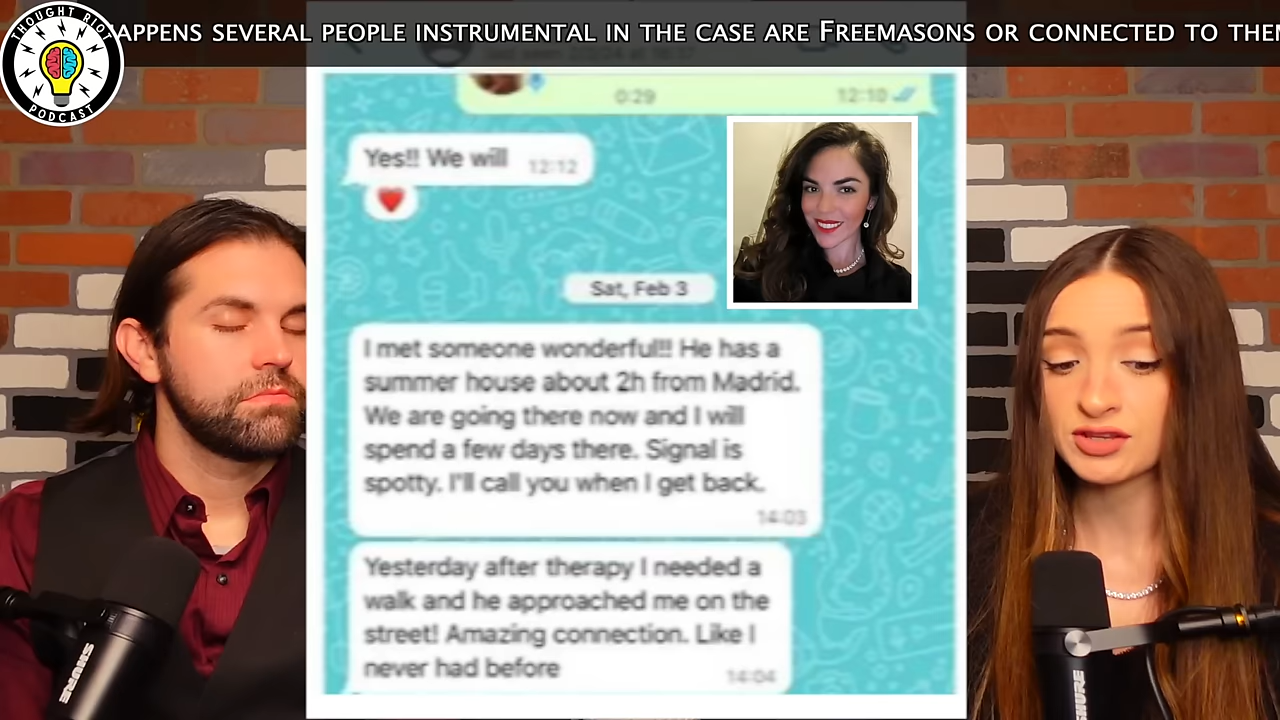 APPENS SEVERAL PEOPLE INSTRUMENTAL IN THE CASE ARE FREEMASONS OR CONNECTED TO THE
THOUGHT RIOT
PODCAST
0:29 12:10
Yes!! We will 12:12
Sat, Feb 3
I met someone wonderful!! He has a
summer house about 2h from Madrid.
We are going there now and I will
spend a few days there. Signal is
spotty. I'll call you when I get back.
14:03
Yesterday after therapy I needed a
walk and he approached me on the
street! Amazing connection. Like I
never had before 14:04
SHURE
SHURE